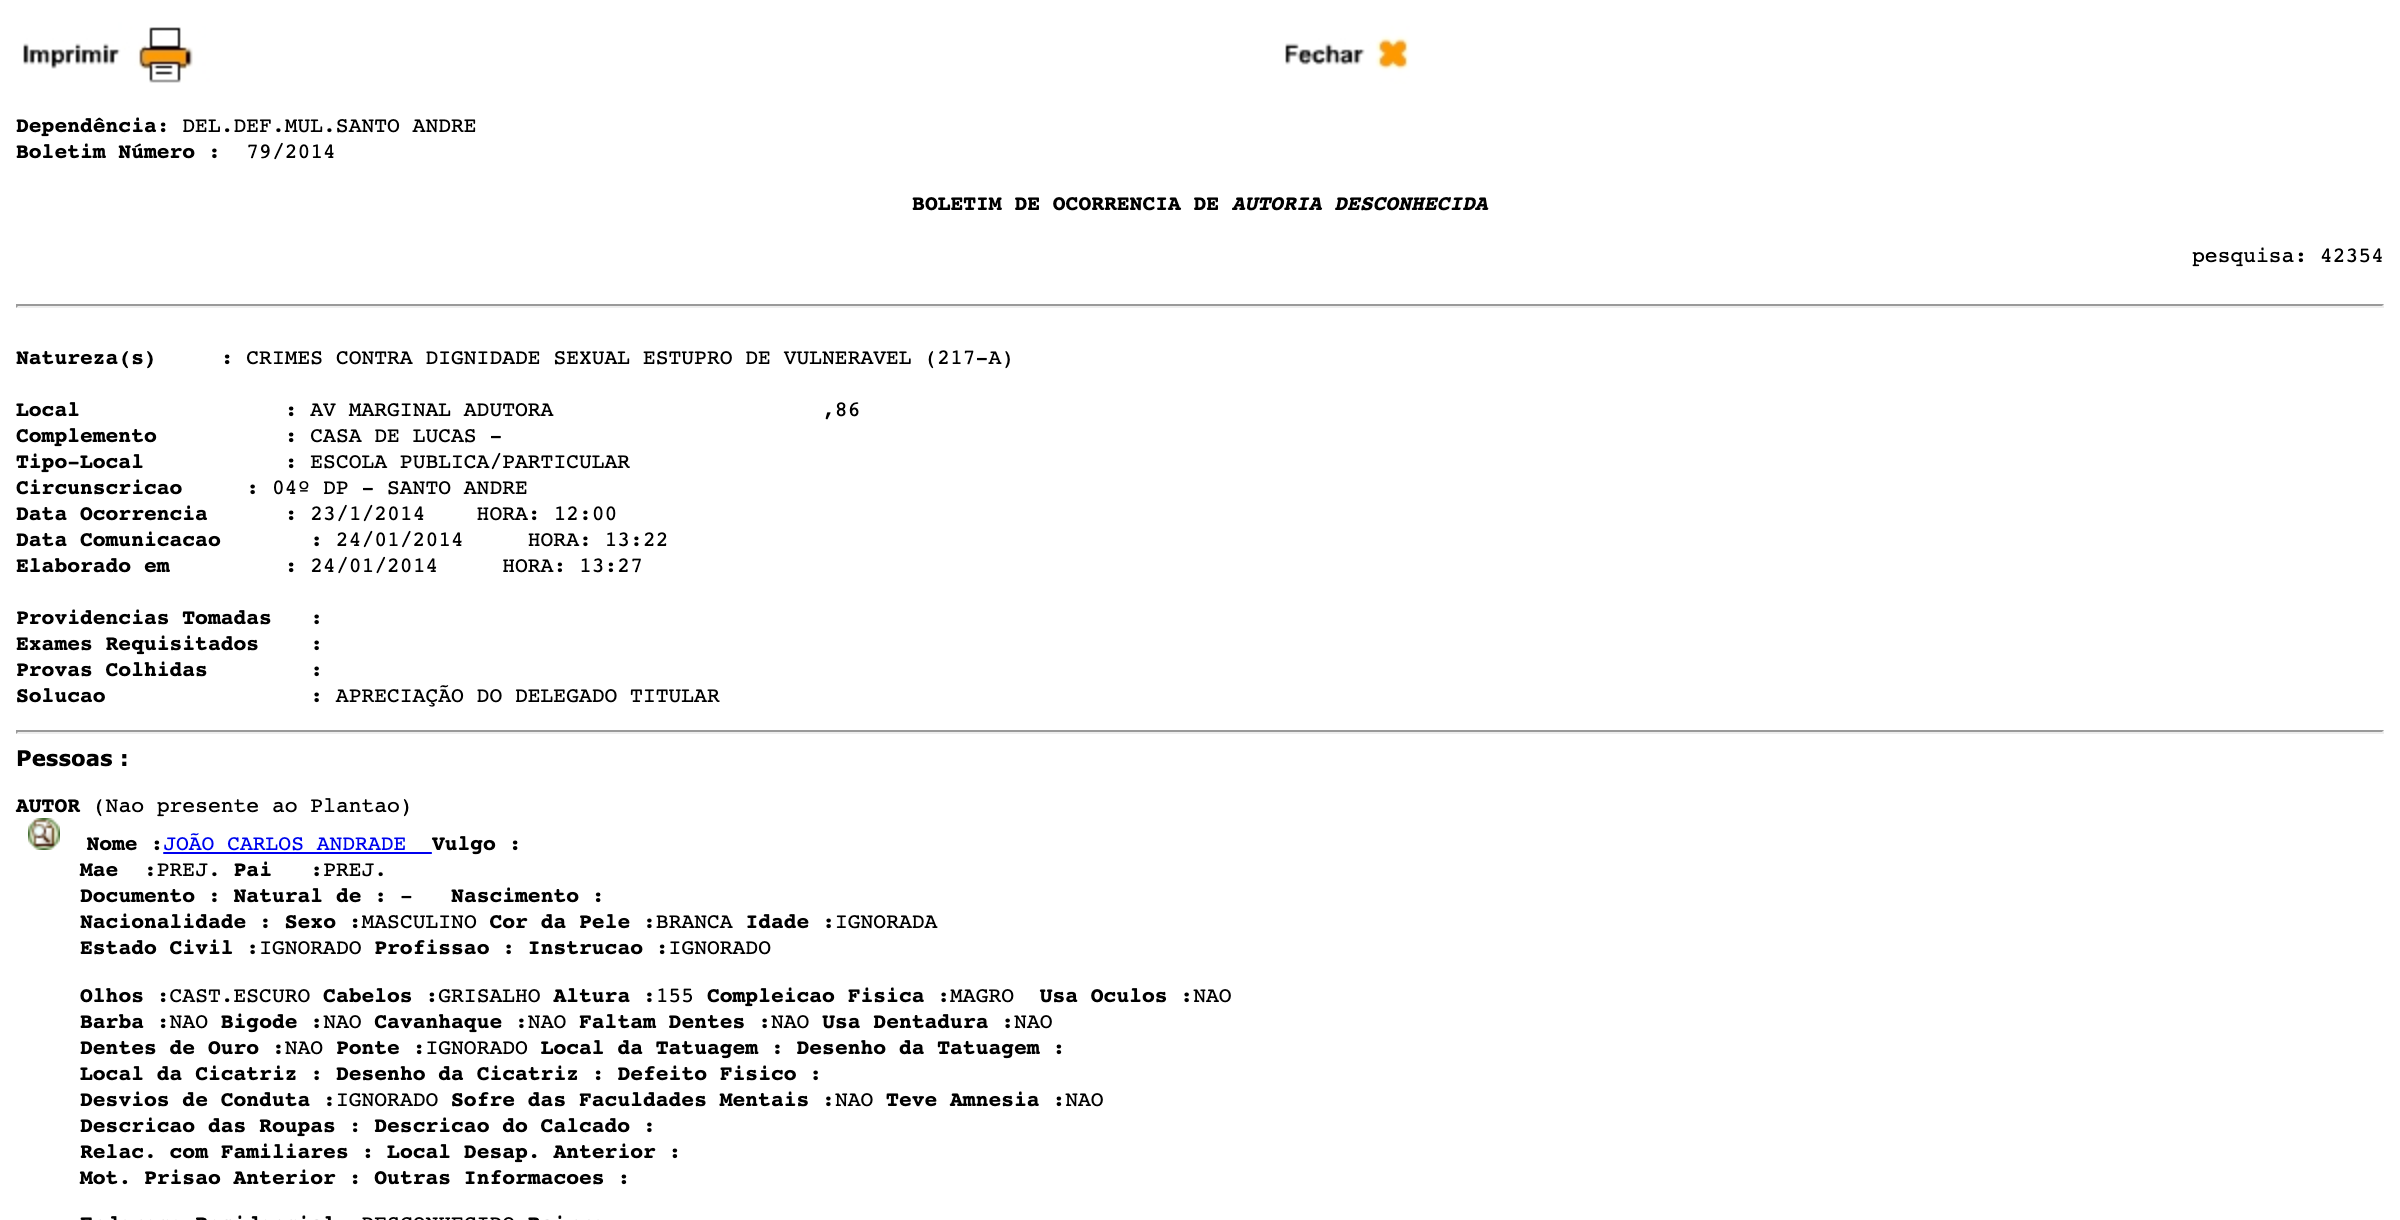 Imprimir
Fechar
Dependência: DEL.DEF.MUL.SANTO ANDRE
Boletim Número : 79/2014
BOLETIM DE OCORRENCIA DE AUTORIA DESCONHECIDA
pesquisa: 42354
Natureza(s) : CRIMES CONTRA DIGNIDADE SEXUAL ESTUPRO DE VULNERAVEL (217-A)
Local : AV MARGINAL ADUTORA ,86
Complemento : CASA DE LUCAS -
Tipo-Local : ESCOLA PUBLICA/PARTICULAR
Circunscricao : 04º DP - SANTO ANDRE
Data Ocorrencia : 23/1/2014 HORA: 12:00
Data Comunicacao : 24/01/2014 HORA: 13:22
Elaborado em : 24/01/2014 HORA: 13:27
Providencias Tomadas :
Exames Requisitados :
Provas Colhidas :
Solucao : APRECIAÇÃO DO DELEGADO TITULAR
Pessoas :
AUTOR (Nao presente ao Plantao)
Nome :JOÃO CARLOS ANDRADE Vulgo :
Mae :PREJ. Pai :PREJ.
Documento : Natural de : - Nascimento :
Nacionalidade : Sexo :MASCULINO Cor da Pele :BRANCA Idade :IGNORADA
Estado Civil :IGNORADO Profissao : Instrucao :IGNORADO
Olhos :CAST.ESCURO Cabelos :GRISALHO Altura :155 Compleicao Fisica :MAGRO Usa Oculos :NAO
Barba :NAO Bigode :NAO Cavanhaque :NAO Faltam Dentes :NAO Usa Dentadura :NAO
Dentes de Ouro :NAO Ponte :IGNORADO Local da Tatuagem : Desenho da Tatuagem :
Local da Cicatriz : Desenho da Cicatriz : Defeito Fisico :
Desvios de Conduta :IGNORADO Sofre das Faculdades Mentais :NAO Teve Amnesia :NAO
Descricao das Roupas : Descricao do Calcado :
Relac. com Familiares : Local Desap. Anterior :
Mot. Prisao Anterior : Outras Informacoes :